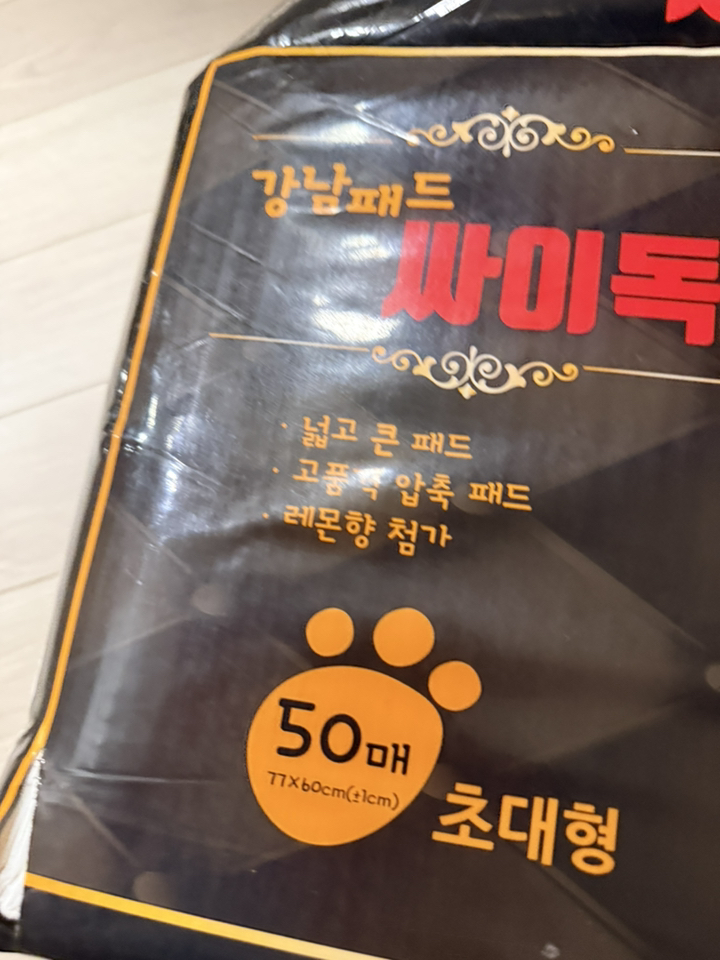 강남패드
싸이독
· 넓고 큰 패드
· 고품격 압축 패드
· 레몬향 첨가
50매
77X60cm(±1cm)
초대형